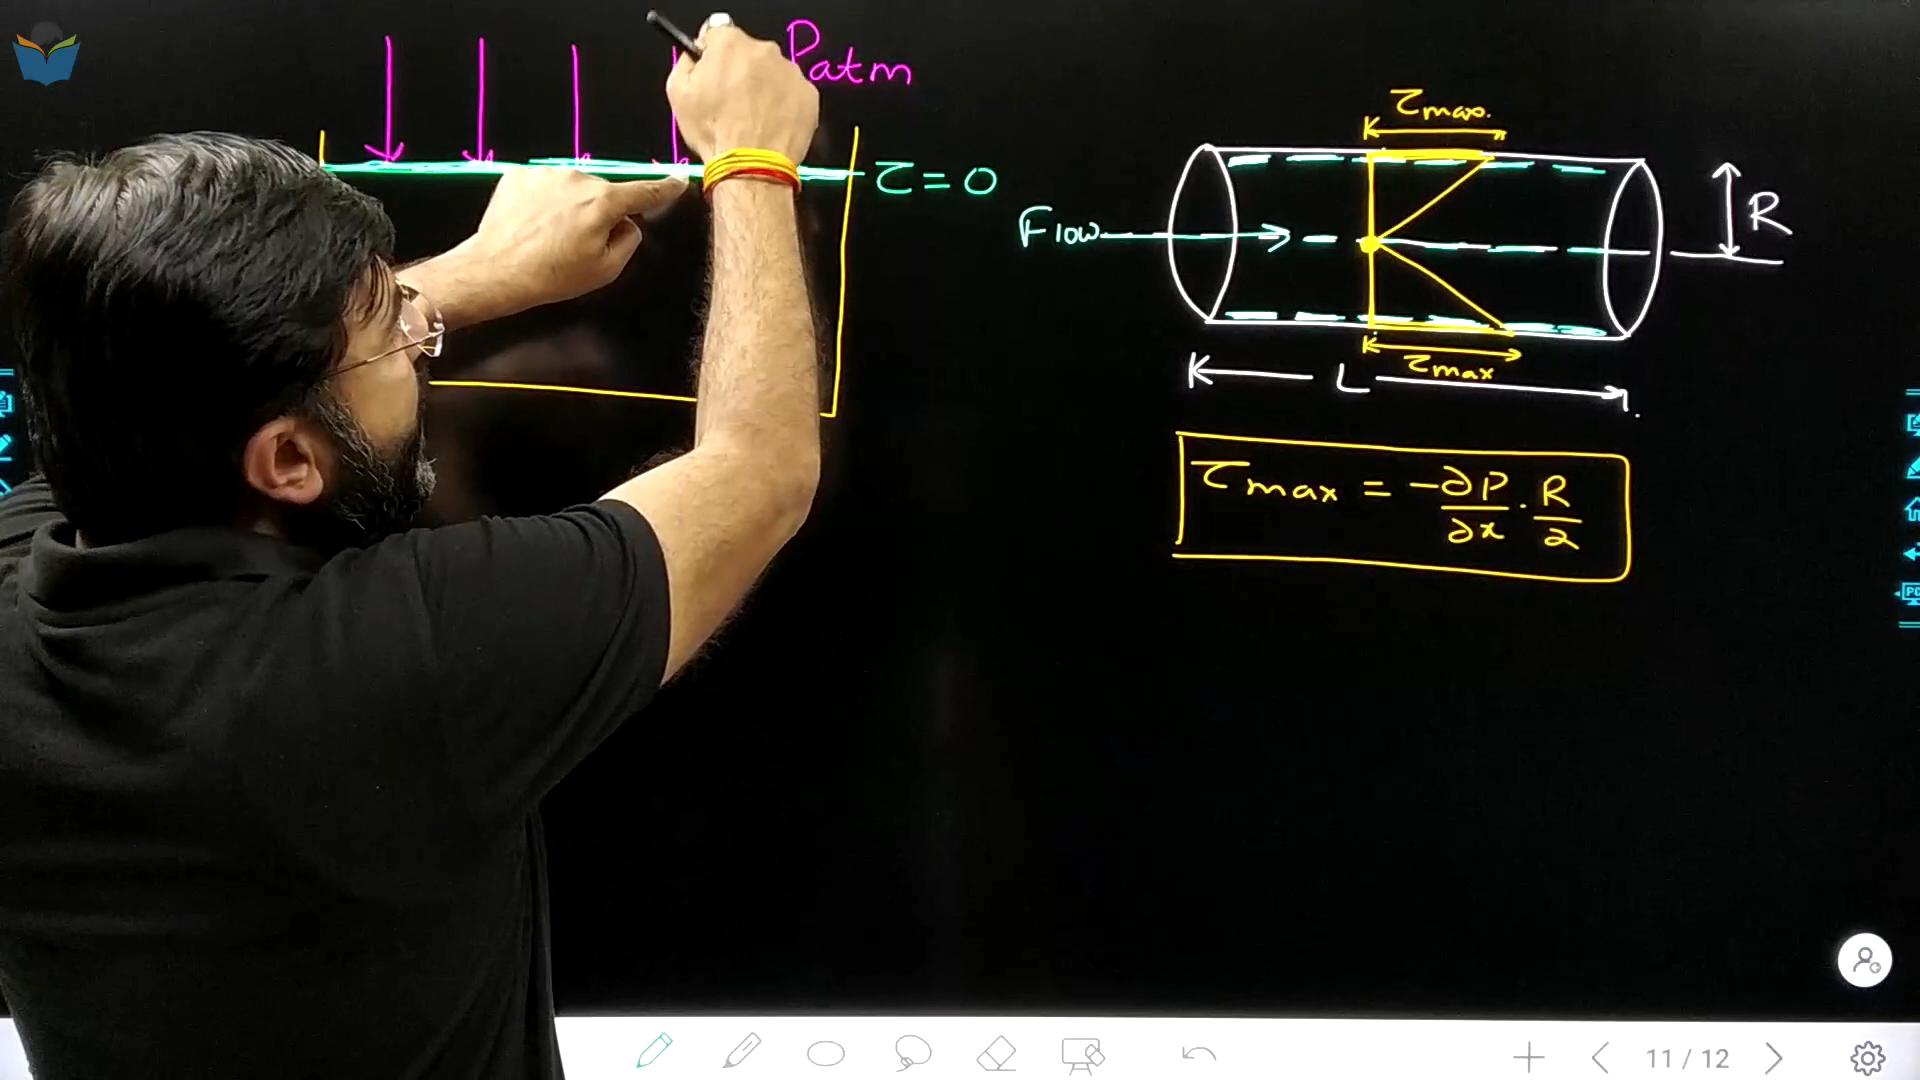 Patm
τ = 0
τmax.
Flow
R
τmax
L
τmax = -∂P/∂x · R/2
11 / 12